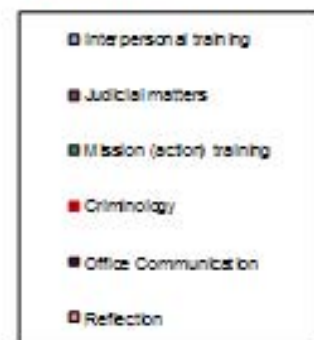 Interpersonal training
Judicial matters
Mission (action) training
Criminology
Office Communication
Reflection